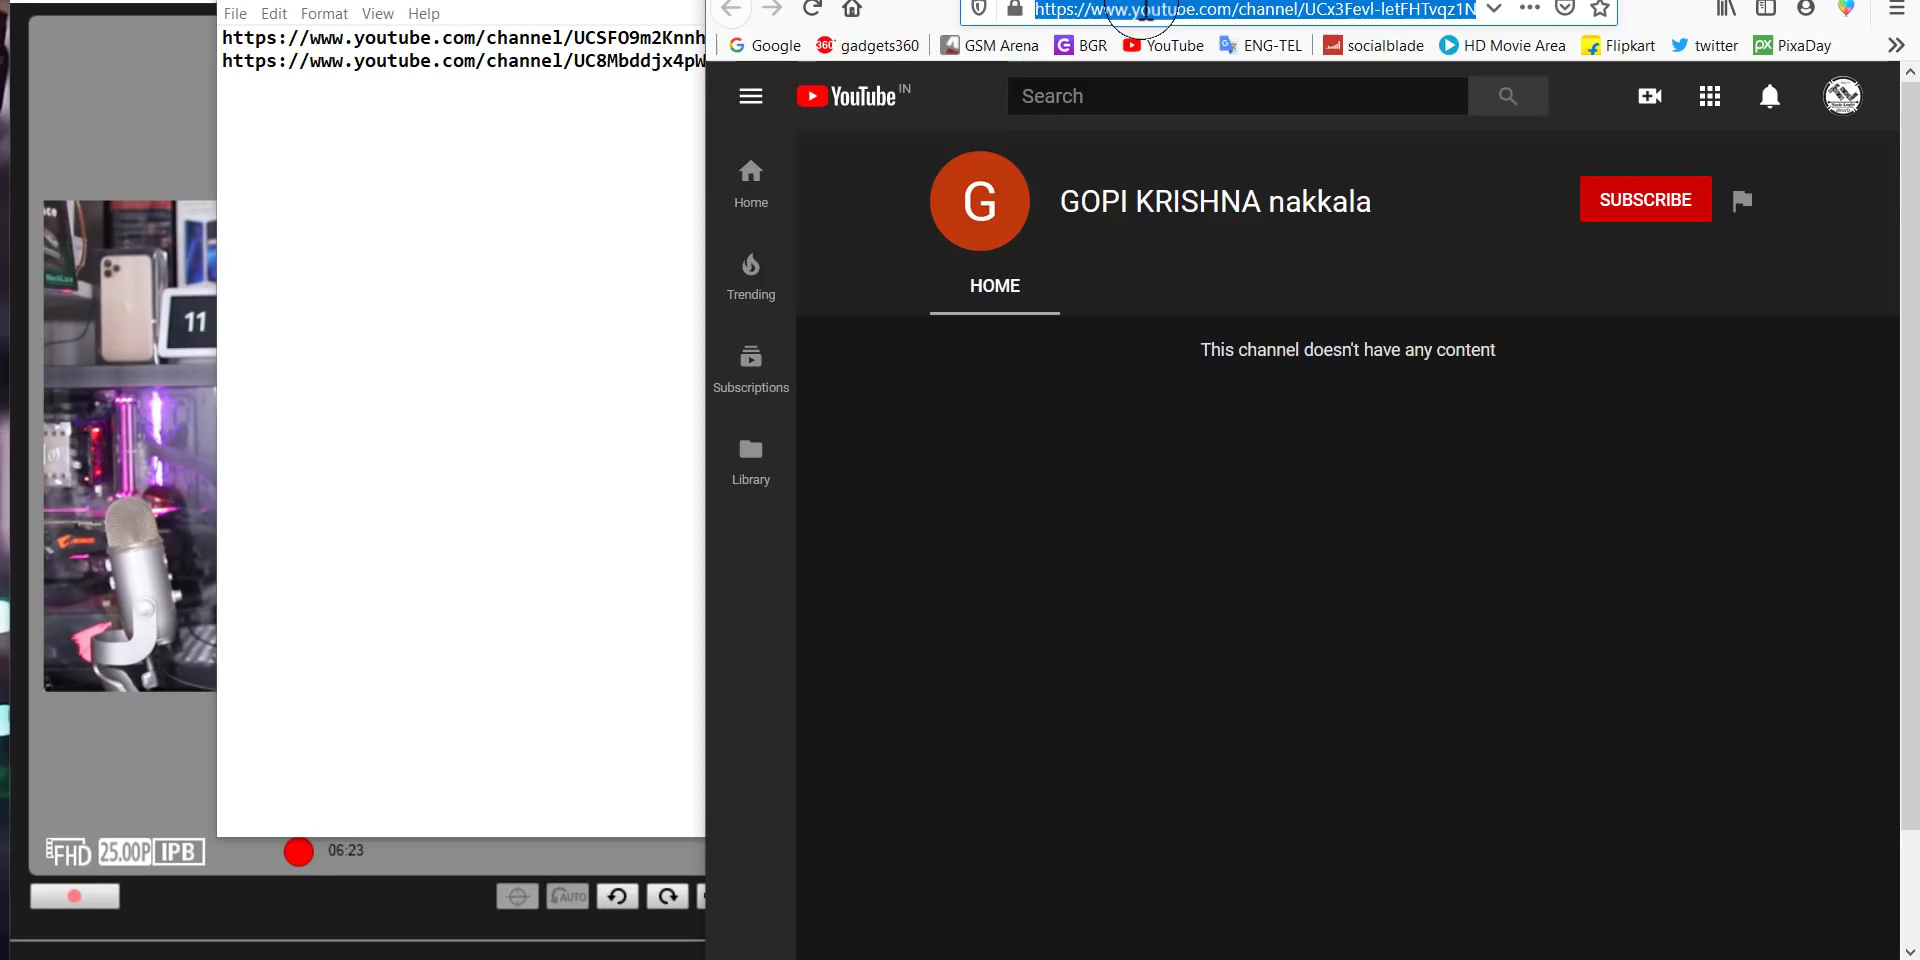 File Edit Format View Help
https://www.youtube.com/channel/UCSFO9m2Knnh
https://www.youtube.com/channel/UC8Mbddjx4pW
https://www.youtube.com/channel/UCx3FevI-letFHTvqz1N
Google gadgets360 GSM Arena BGR YouTube ENG-TEL socialblade HD Movie Area Flipkart twitter PixaDay
YouTube IN
Search
Home
Trending
Subscriptions
Library
G
GOPI KRISHNA nakkala
SUBSCRIBE
HOME
This channel doesn't have any content
11
FHD 25.00P IPB
06:23
AUTO